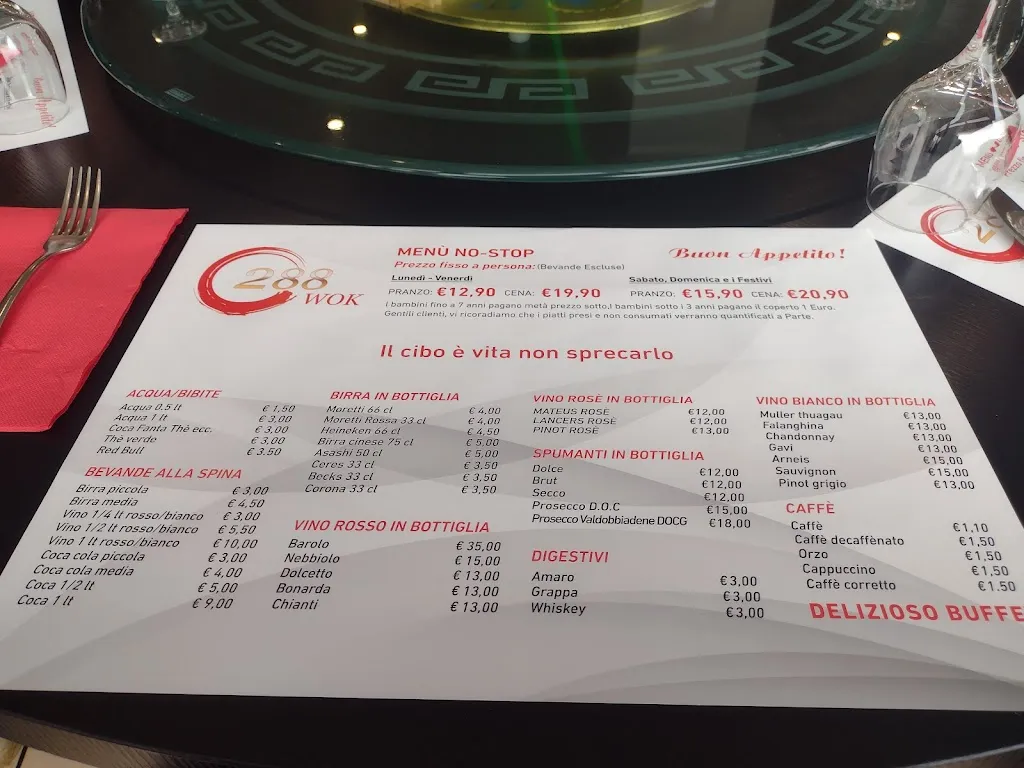 288
WOK
MENÙ NO-STOP
Prezzo fisso a persona: (Bevande Escluse)
Buon Appetito!
Lunedì - Venerdì
PRANZO: €12,90 CENA: €19,90
Sabato, Domenica e i Festivi
PRANZO: €15,90 CENA: €20,90
i bambini fino a 7 anni pagano metà prezzo sotto,I bambini sotto i 3 anni pagano il coperto 1 Euro.
Gentili clienti, vi ricoradiamo che i piatti presi e non consumati verranno quantificati a Parte.
Il cibo è vita non sprecarlo
ACQUA/BIBITE
Acqua 0.5 lt € 1,50
Acqua 1 lt € 3,00
Coca Fanta Thè ecc. € 3,00
Thè verde € 3,00
Red Bull € 3.50
BEVANDE ALLA SPINA
Birra piccola € 3,00
Birra media € 4,50
Vino 1/4 lt rosso/bianco € 3,00
Vino 1/2 lt rosso/bianco € 5,50
Vino 1 lt rosso/bianco € 10,00
Coca cola piccola € 3,00
Coca cola media € 4,00
Coca 1/2 lt € 5,00
Coca 1 lt € 9,00
BIRRA IN BOTTIGLIA
Moretti 66 cl € 4,00
Moretti Rossa 33 cl € 4,00
Heineken 66 cl € 4,50
Birra cinese 75 cl € 5,00
Asashi 50 cl € 5,00
Ceres 33 cl € 3,50
Becks 33 cl € 3,50
Corona 33 cl € 3,50
VINO ROSSO IN BOTTIGLIA
Barolo € 35,00
Nebbiolo € 15,00
Dolcetto € 13,00
Bonarda € 13,00
Chianti € 13,00
VINO ROSÈ IN BOTTIGLIA
MATEUS ROSÈ €12,00
LANCERS ROSÈ €12,00
PINOT ROSÈ €13,00
SPUMANTI IN BOTTIGLIA
Dolce €12,00
Brut €12,00
Secco €12,00
Prosecco D.O.C €15,00
Prosecco Valdobbiadene DOCG €18,00
DIGESTIVI
Amaro €3,00
Grappa €3,00
Whiskey €3,00
VINO BIANCO IN BOTTIGLIA
Muller thuagau €13,00
Falanghina €13,00
Chandonnay €13,00
Gavi €13,00
Arneis €15,00
Sauvignon €15,00
Pinot grigio €13,00
CAFFÈ
Caffè €1,10
Caffè decaffènato €1,50
Orzo €1,50
Cappuccino €1,50
Caffè corretto €1.50
DELIZIOSO BUFFE